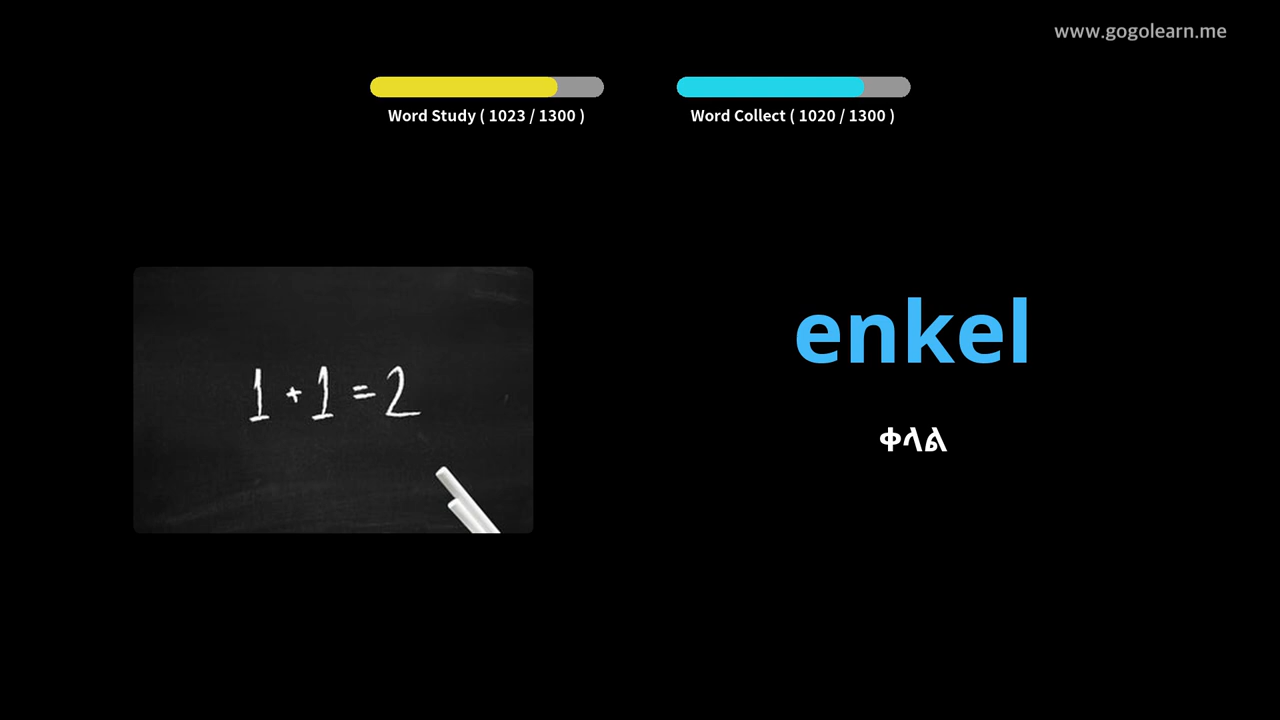 www.gogolearn.me
Word Study ( 1023 / 1300 )
Word Collect ( 1020 / 1300 )
1 + 1 = 2
enkel
ቀላል